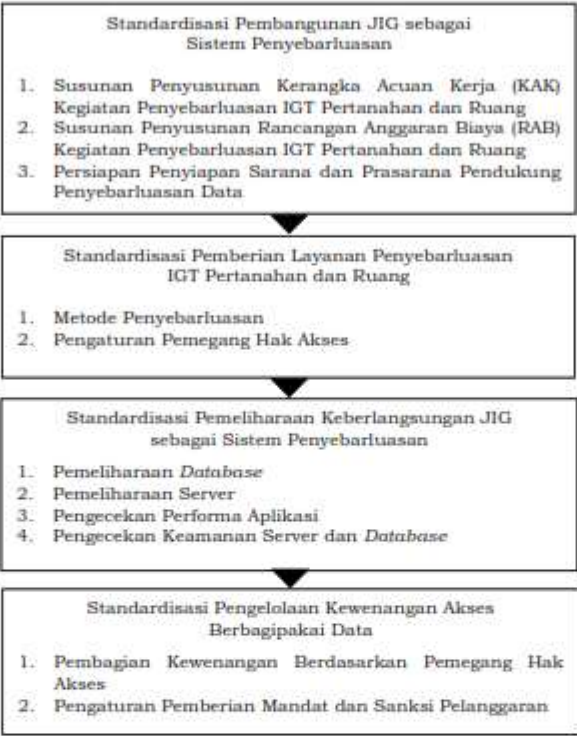 Standardisasi Pembangunan JIG sebagai
Sistem Penyebarluasan
1. Susunan Penyusunan Kerangka Acuan Kerja (KAK)
Kegiatan Penyebarluasan IGT Pertanahan dan Ruang
2. Susunan Penyusunan Rancangan Anggaran Biaya (RAB)
Kegiatan Penyebarluasan IGT Pertanahan dan Ruang
3. Persiapan Penyiapan Sarana dan Prasarana Pendukung
Penyebarluasan Data
Standardisasi Pemberian Layanan Penyebarluasan
IGT Pertanahan dan Ruang
1. Metode Penyebarluasan
2. Pengaturan Pemegang Hak Akses
Standardisasi Pemeliharaan Keberlangsungan JIG
sebagai Sistem Penyebarluasan
1. Pemeliharaan Database
2. Pemeliharaan Server
3. Pengecekan Performa Aplikasi
4. Pengecekan Keamanan Server dan Database
Standardisasi Pengelolaan Kewenangan Akses
Berbagipakai Data
1. Pembagian Kewenangan Berdasarkan Pemegang Hak
Akses
2. Pengaturan Pemberian Mandat dan Sanksi Pelanggaran